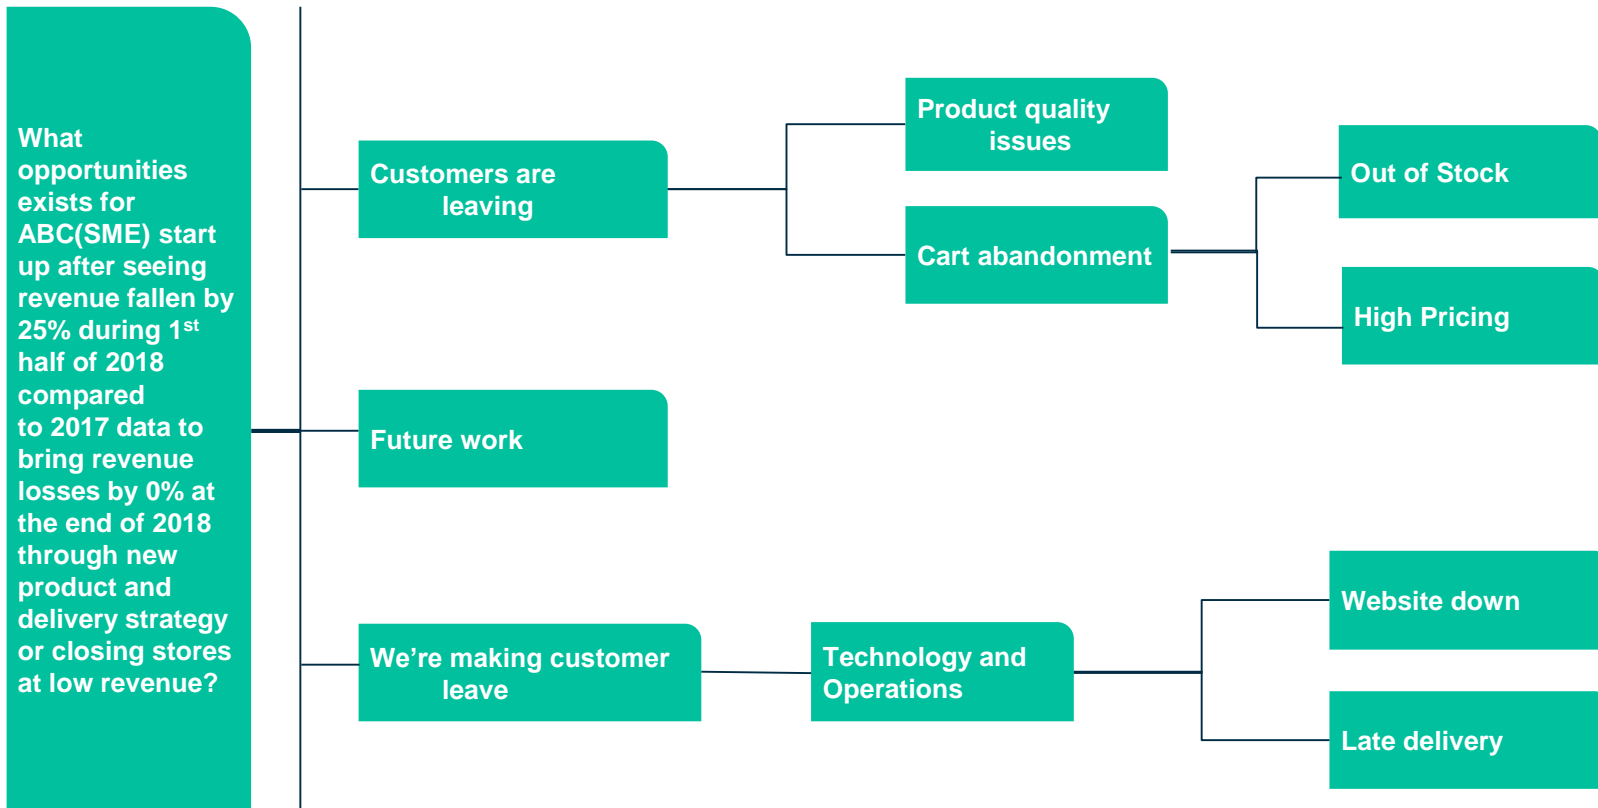 What
opportunities
exists for
ABC(SME) start
up after seeing
revenue fallen by
25% during 1st
half of 2018
compared
to 2017 data to
bring revenue
losses by 0% at
the end of 2018
through new
product and
delivery strategy
or closing stores
at low revenue?
Customers are
leaving
Product quality
issues
Cart abandonment
Out of Stock
High Pricing
Future work
We’re making customer
leave
Technology and
Operations
Website down
Late delivery